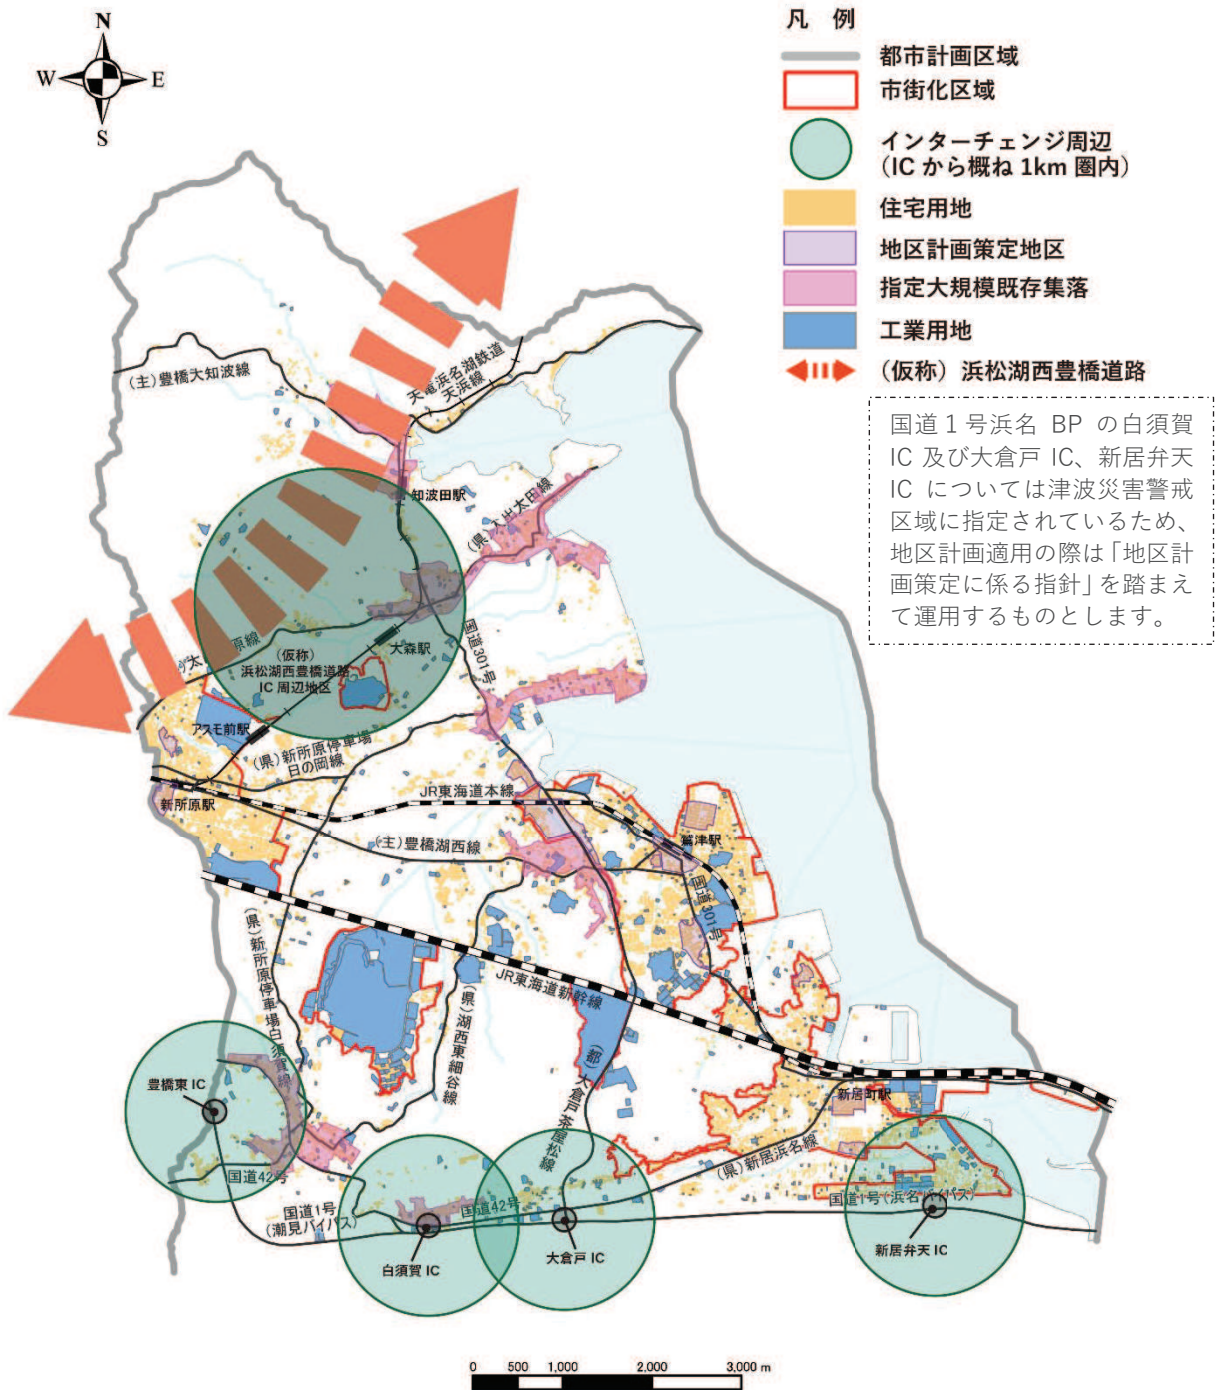 N
W
E
S
凡 例
都市計画区域
市街化区域
インターチェンジ周辺
(IC から概ね 1km 圏内)
住宅用地
地区計画策定地区
指定大規模既存集落
工業用地
(仮称) 浜松湖西豊橋道路
国道1号浜名 BP の白須賀
IC 及び大倉戸 IC、新居弁天
IC については津波災害警戒
区域に指定されているため、
地区計画適用の際は「地区計
画策定に係る指針」を踏まえ
て運用するものとします。
(主)豊橋大知波線
天竜浜名湖鉄道
天浜線
知波田駅
出太田線
国道301号
大森駅
(仮称)
浜松湖西豊橋道路
IC 周辺地区
アスモ前駅
(県)新所原停車場
日の岡線
JR東海道本線
新所原駅
(主)豊橋湖西線
鷲津駅
国道301号
JR東海道新幹線
(県)新所原停車場白須賀線
(県)湖西東細谷線
(都)大倉戸茶屋松線
豊橋東 IC
新居町駅
(県)新居浜名線
国道42号
国道1号
(潮見バイパス)
国道42号
国道1号(浜名バイパス)
白須賀 IC
大倉戸 IC
新居弁天 IC
0 500 1,000 2,000 3,000 m